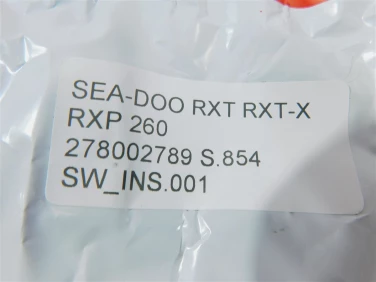 SEA-DOO RXT RXT-X
RXP 260
278002789 S.854
SW_INS.001